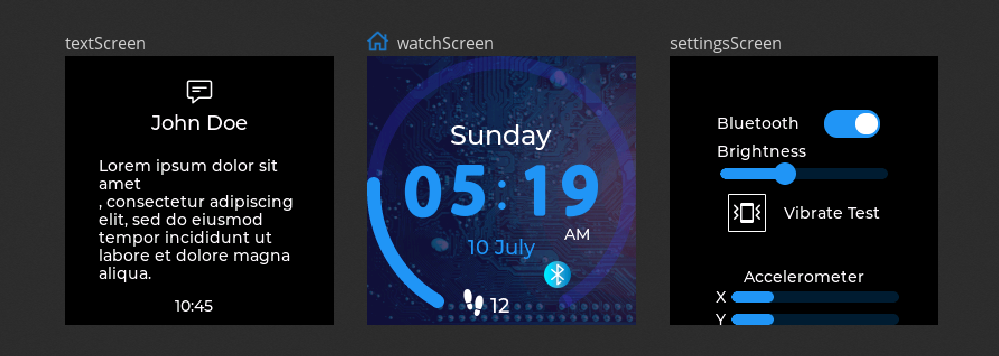 textScreen
John Doe
Lorem ipsum dolor sit
amet
, consectetur adipiscing
elit, sed do eiusmod
tempor incididunt ut
labore et dolore magna
aliqua.
10:45
watchScreen
Sunday
05:19
AM
10 July
12
settingsScreen
Bluetooth
Brightness
Vibrate Test
Accelerometer
X
Y